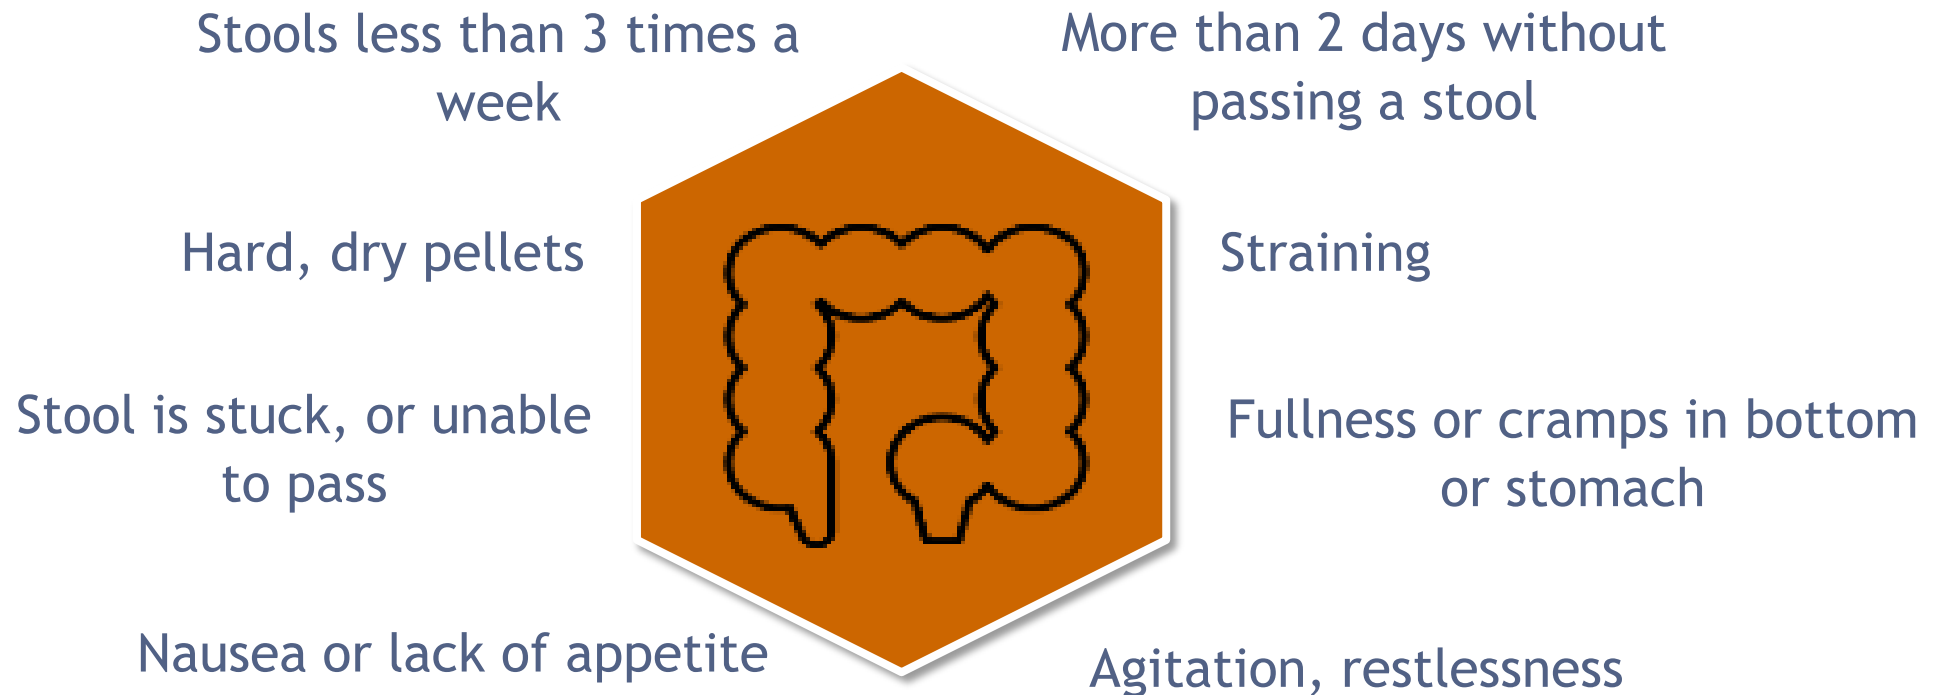 Stools less than 3 times a
week
More than 2 days without
passing a stool
Hard, dry pellets
Straining
Stool is stuck, or unable
to pass
Fullness or cramps in bottom
or stomach
Nausea or lack of appetite
Agitation, restlessness